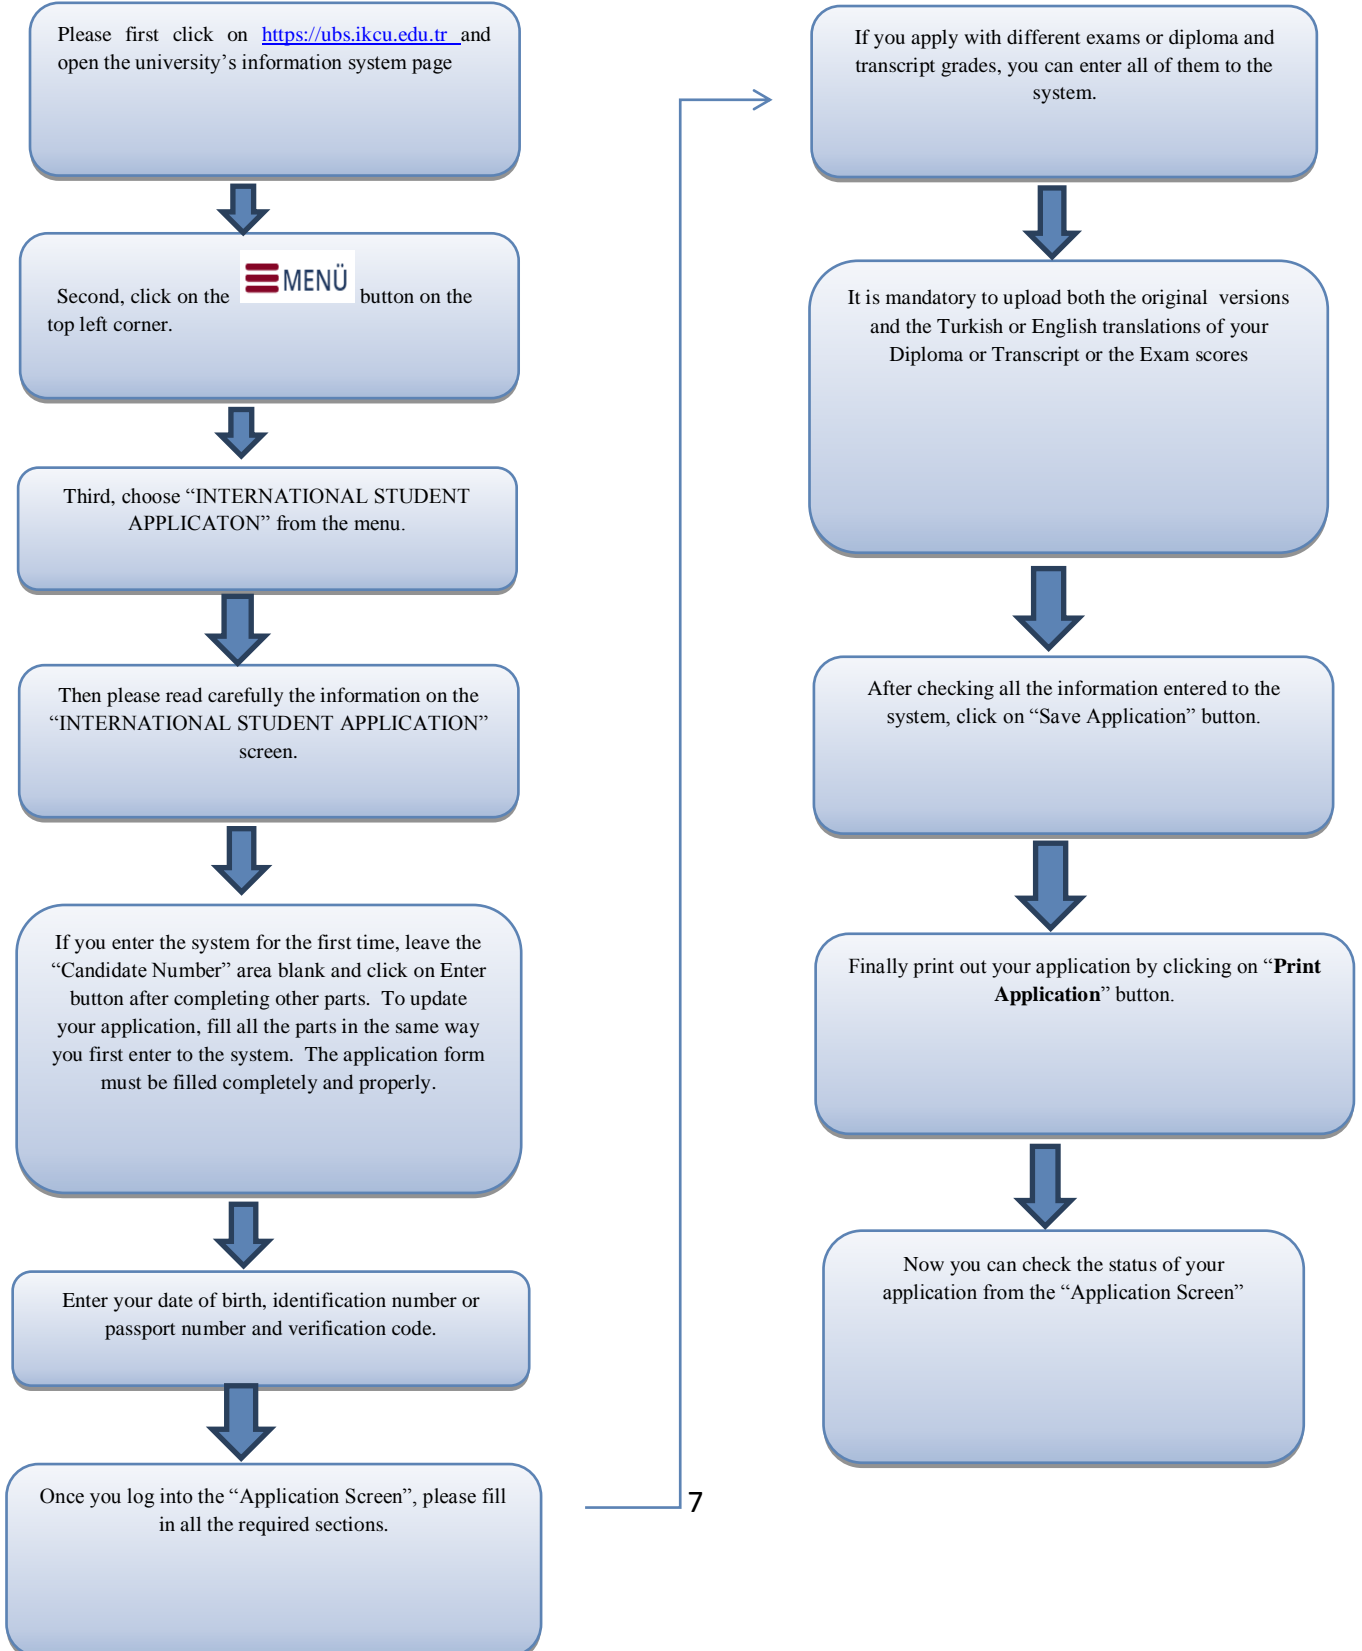 Please first click on https://ubs.ikcu.edu.tr and
open the university’s information system page
Second, click on the MENÜ button on the
top left corner.
Third, choose “INTERNATIONAL STUDENT
APPLICATON” from the menu.
Then please read carefully the information on the
“INTERNATIONAL STUDENT APPLICATION”
screen.
If you enter the system for the first time, leave the
“Candidate Number” area blank and click on Enter
button after completing other parts. To update
your application, fill all the parts in the same way
you first enter to the system. The application form
must be filled completely and properly.
Enter your date of birth, identification number or
passport number and verification code.
Once you log into the “Application Screen”, please fill
in all the required sections.
If you apply with different exams or diploma and
transcript grades, you can enter all of them to the
system.
It is mandatory to upload both the original versions
and the Turkish or English translations of your
Diploma or Transcript or the Exam scores
After checking all the information entered to the
system, click on “Save Application” button.
Finally print out your application by clicking on “Print
Application” button.
Now you can check the status of your
application from the “Application Screen”
7